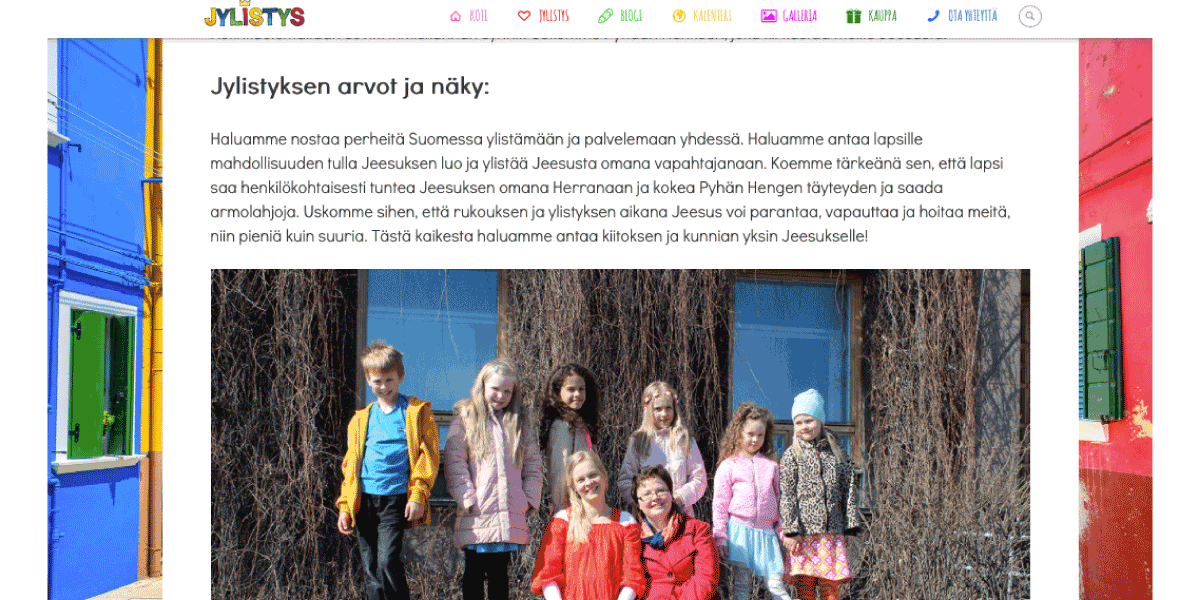 JYLISTYS
KOTI JYLISTYS BLOGI KALENTERI GALLERIA KAUPPA OTA YHTEYTTÄ
Jylistyksen arvot ja näky:
Haluamme nostaa perheitä Suomessa ylistämään ja palvelemaan yhdessä. Haluamme antaa lapsille
mahdollisuuden tulla Jeesuksen luo ja ylistää Jeesusta omana vapahtajanaan. Koemme tärkeänä sen, että lapsi
saa henkilökohtaisesti tuntea Jeesuksen omana Herranaan ja kokea Pyhän Hengen täyteyden ja saada
armolahjoja. Uskomme sihen, että rukouksen ja ylistyksen aikana Jeesus voi parantaa, vapauttaa ja hoitaa meitä,
niin pieniä kuin suuria. Tästä kaikesta haluamme antaa kiitoksen ja kunnian yksin Jeesukselle!